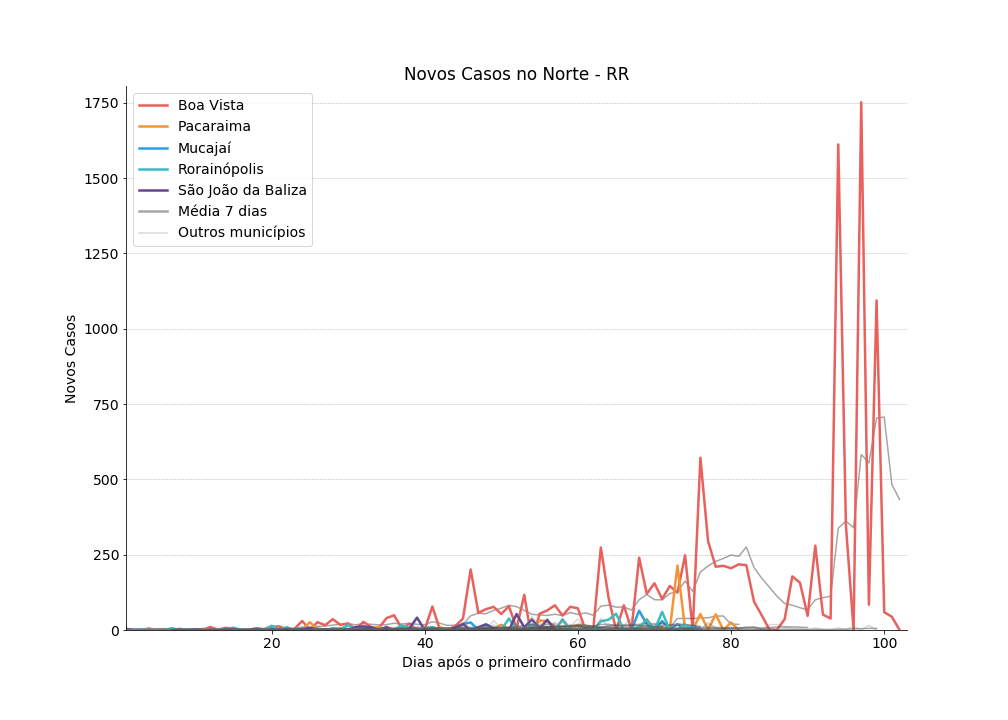 Novos Casos no Norte - RR
1750
1500
1250
1000
750
500
250
0
Novos Casos
Boa Vista
Pacaraima
Mucajaí
Rorainópolis
São João da Baliza
Média 7 dias
Outros municípios
20
40
60
80
100
Dias após o primeiro confirmado